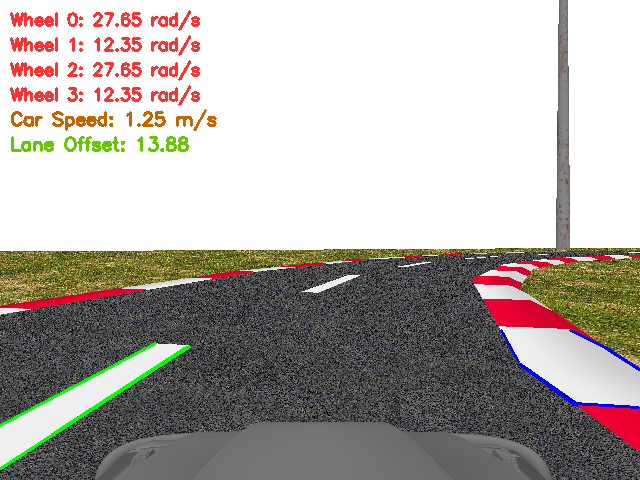 Wheel 0: 27.65 rad/s
Wheel 1: 12.35 rad/s
Wheel 2: 27.65 rad/s
Wheel 3: 12.35 rad/s
Car Speed: 1.25 m/s
Lane Offset: 13.88